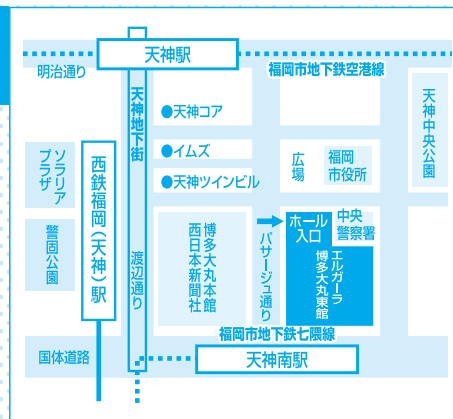 天神駅
明治通り
福岡市地下鉄空港線
天神地下街
●天神コア
●イムズ
●天神ツインビル
天神中央公園
広場
福岡
市役所
ソラリア
プラザ
西鉄福岡(天神)駅
警固公園
渡辺通り
博多大丸本館
西日本新聞社
パサージュ通り
ホール
入口
中央
警察署
エルガーラ
博多大丸東館
福岡市地下鉄七隈線
国体道路
天神南駅